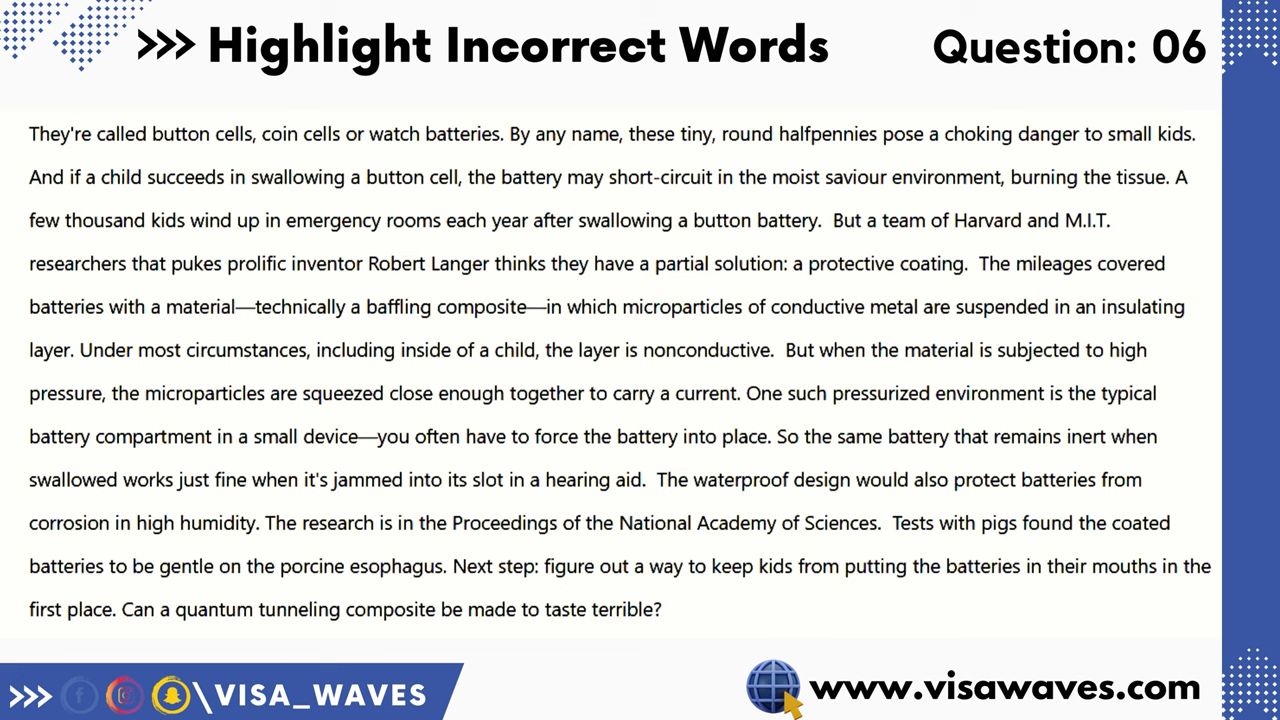 >>> Highlight Incorrect Words
Question: 06
They're called button cells, coin cells or watch batteries. By any name, these tiny, round halfpennies pose a choking danger to small kids.
And if a child succeeds in swallowing a button cell, the battery may short-circuit in the moist saviour environment, burning the tissue. A
few thousand kids wind up in emergency rooms each year after swallowing a button battery.  But a team of Harvard and M.I.T.
researchers that pukes prolific inventor Robert Langer thinks they have a partial solution: a protective coating.  The mileages covered
batteries with a material—technically a baffling composite—in which microparticles of conductive metal are suspended in an insulating
layer. Under most circumstances, including inside of a child, the layer is nonconductive.  But when the material is subjected to high
pressure, the microparticles are squeezed close enough together to carry a current. One such pressurized environment is the typical
battery compartment in a small device—you often have to force the battery into place. So the same battery that remains inert when
swallowed works just fine when it's jammed into its slot in a hearing aid.  The waterproof design would also protect batteries from
corrosion in high humidity. The research is in the Proceedings of the National Academy of Sciences.  Tests with pigs found the coated
batteries to be gentle on the porcine esophagus. Next step: figure out a way to keep kids from putting the batteries in their mouths in the
first place. Can a quantum tunneling composite be made to taste terrible?
>>> \VISA_WAVES
www.visawaves.com